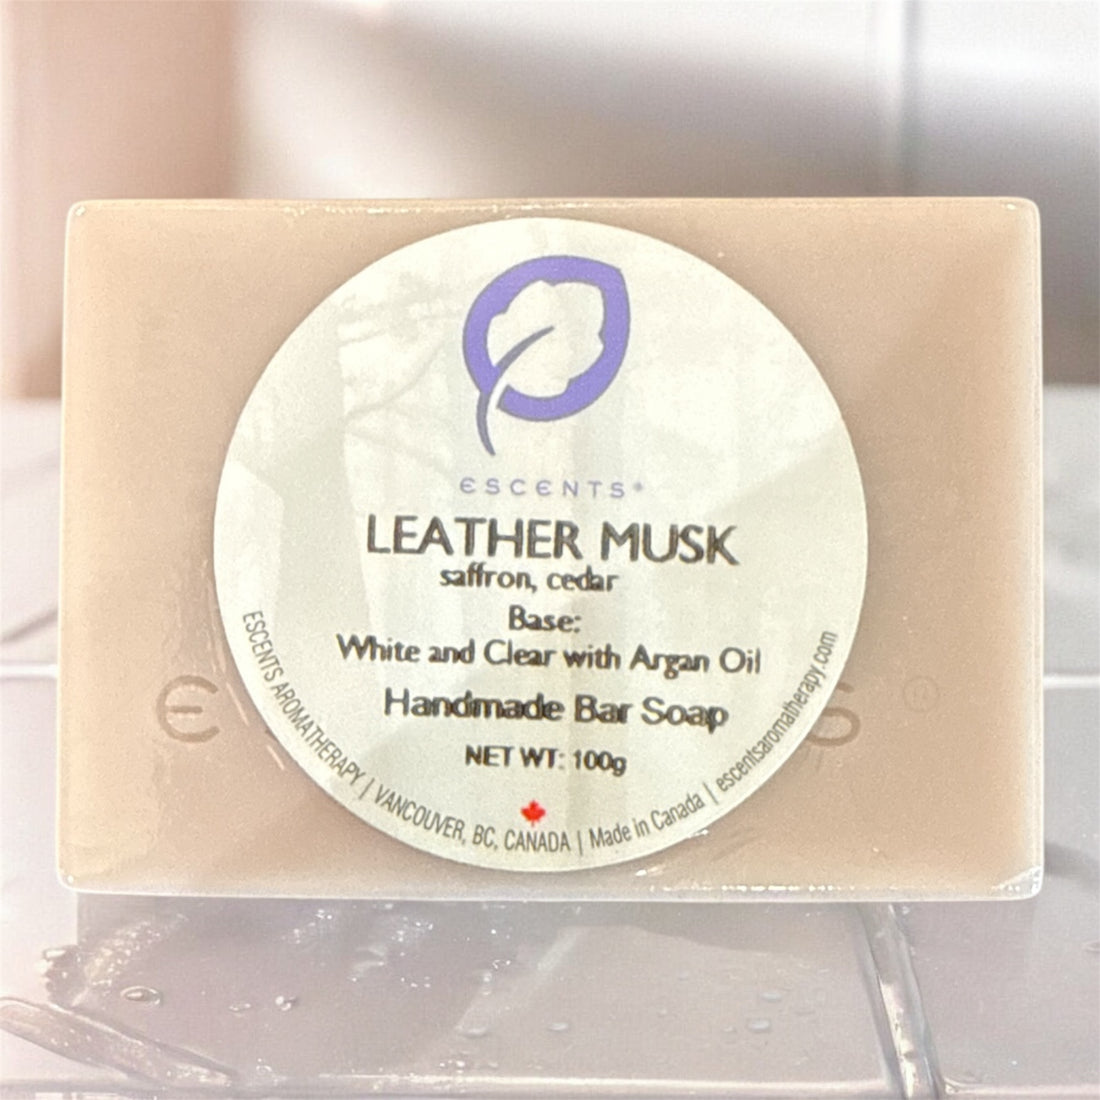 ESCENTS®
LEATHER MUSK
saffron, cedar
Base:
White and Clear with Argan Oil
Handmade Bar Soap
NET WT: 100g
ESCENTS AROMATHERAPY | VANCOUVER, BC, CANADA | Made in Canada | escentsaromatherapy.com
E S